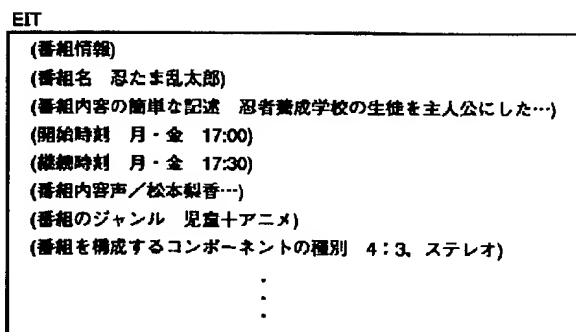 EIT
(番組情報)
(番組名 忍たま乱太郎)
(番組内容の簡単な記述 忍者養成学校の生徒を主人公にした…)
(開始時刻 月・金 17:00)
(継続時刻 月・金 17:30)
(番組内容声／松本梨香…)
(番組のジャンル 児童＋アニメ)
(番組を構成するコンポーネントの種別 4：3、ステレオ)